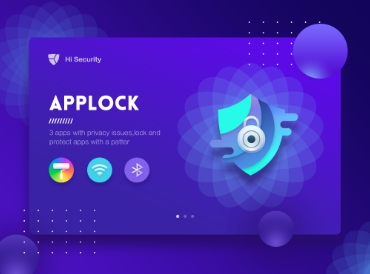 Hi Security
APPLOCK
3 apps with privacy issues,lock and
protect apps with a patter